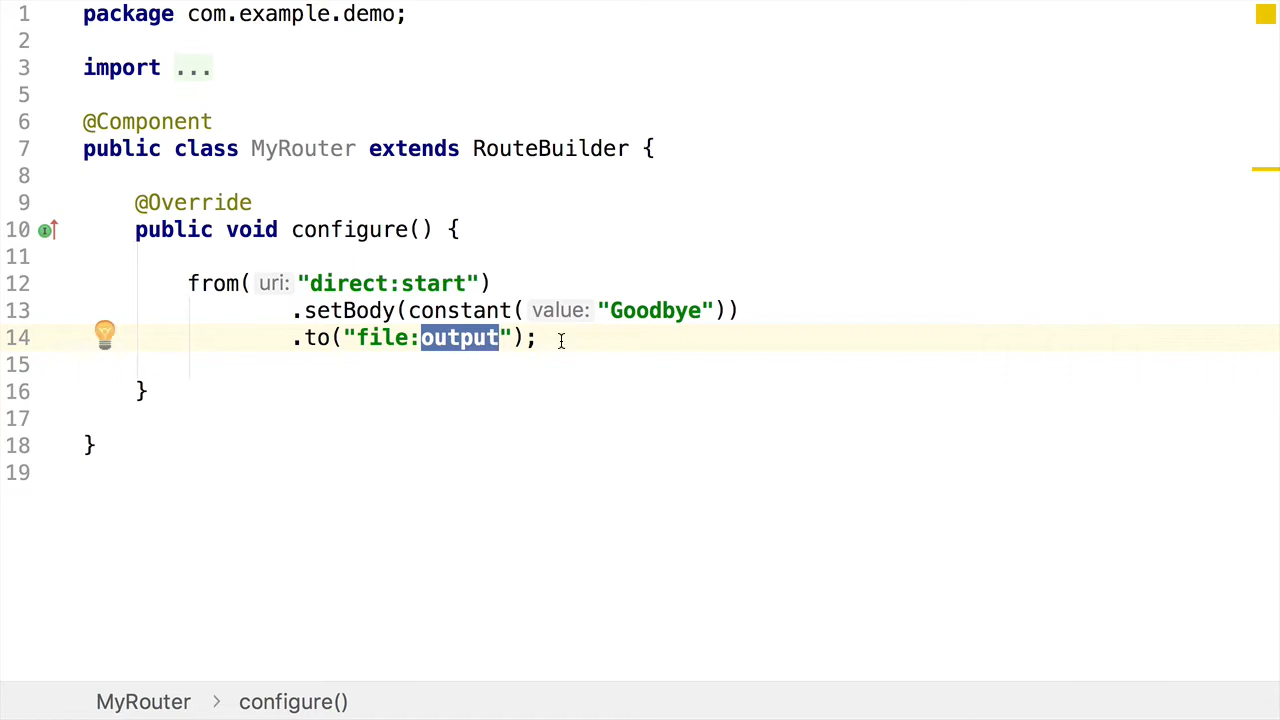 1 package com.example.demo;
2
3 import ...
4
5
6 @Component
7 public class MyRouter extends RouteBuilder {
8
9 @Override
10 public void configure() {
11
12 from( uri: "direct:start")
13 .setBody(constant( value: "Goodbye"))
14 .to("file:output");
15
16 }
17
18 }
19
MyRouter > configure()